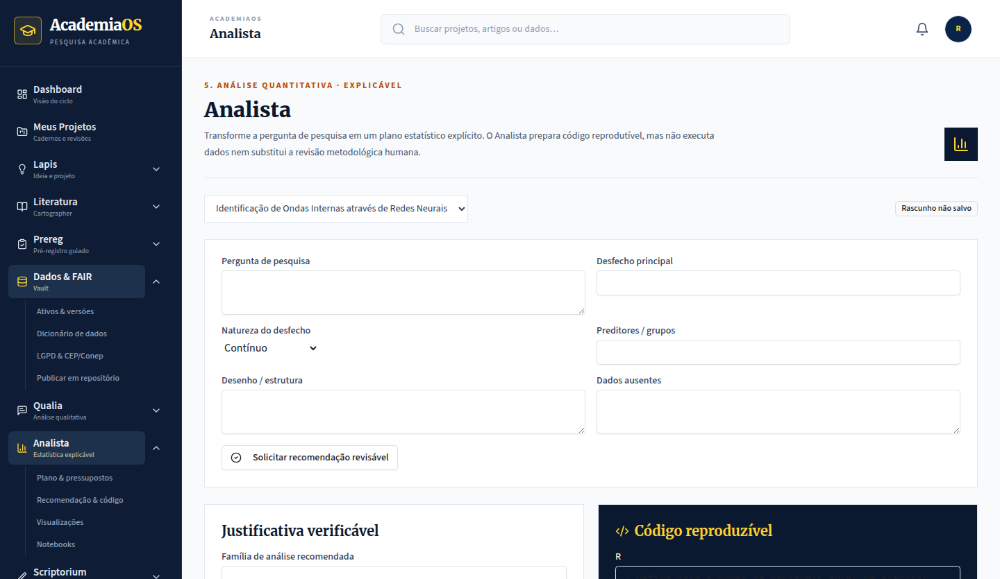 AcademiaOS
PESQUISA ACADÊMICA
Dashboard
Visão do ciclo
Meus Projetos
Cadernos e revisões
Lapis
Ideia e projeto
Literatura
Cartographer
Prereg
Pré-registro guiado
Dados & FAIR
Vault
Ativos & versões
Dicionário de dados
LGPD & CEP/Conep
Publicar em repositório
Qualia
Análise qualitativa
Analista
Estatística explicável
Plano & pressupostos
Recomendação & código
Visualizações
Notebooks
Scriptorium
ACADEMIAOS
Analista
Buscar projetos, artigos ou dados…
R
5. ANÁLISE QUANTITATIVA · EXPLICÁVEL
Analista
Transforme a pergunta de pesquisa em um plano estatístico explícito. O Analista prepara código reprodutível, mas não executa
dados nem substitui a revisão metodológica humana.
Identificação de Ondas Internas através de Redes Neurais
Rascunho não salvo
Pergunta de pesquisa
Desfecho principal
Natureza do desfecho
Contínuo
Preditores / grupos
Desenho / estrutura
Dados ausentes
Solicitar recomendação revisável
Justificativa verificável
Família de análise recomendada
Código reproduzível
R